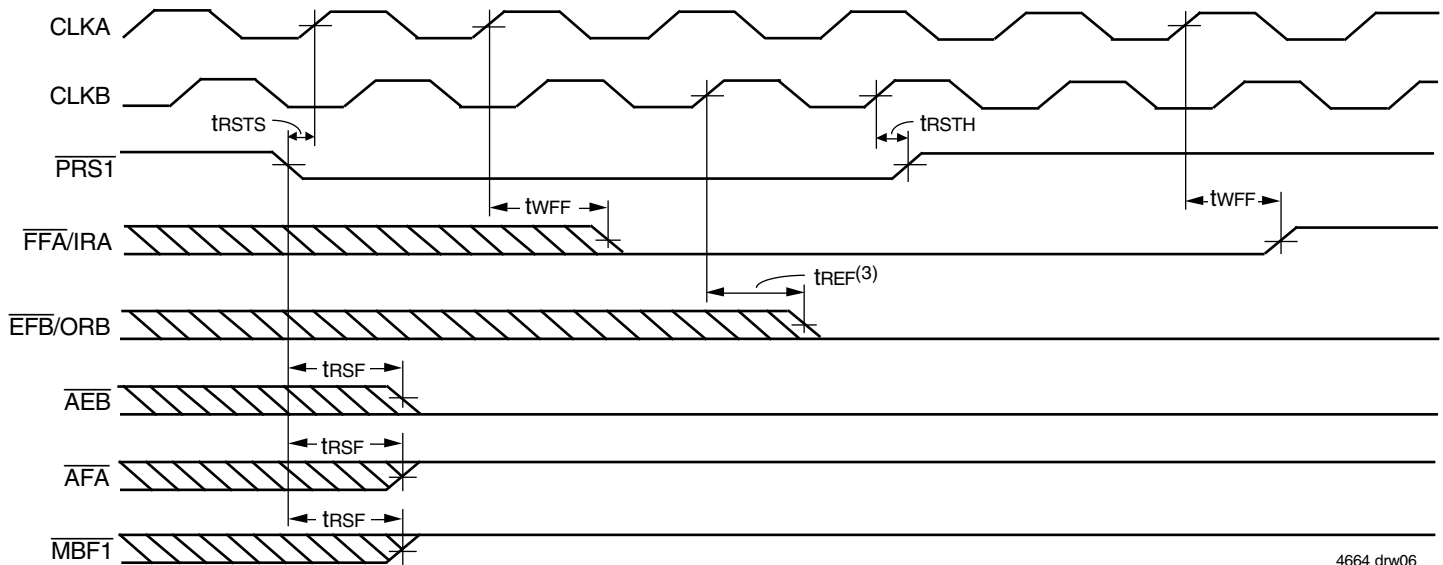 CLKA
CLKB
tRSTS
tRSTH
PRS1
tWFF
tWFF
FFA/IRA
tREF(3)
EFB/ORB
tRSF
AEB
tRSF
AFA
tRSF
MBF1
4664 drw06